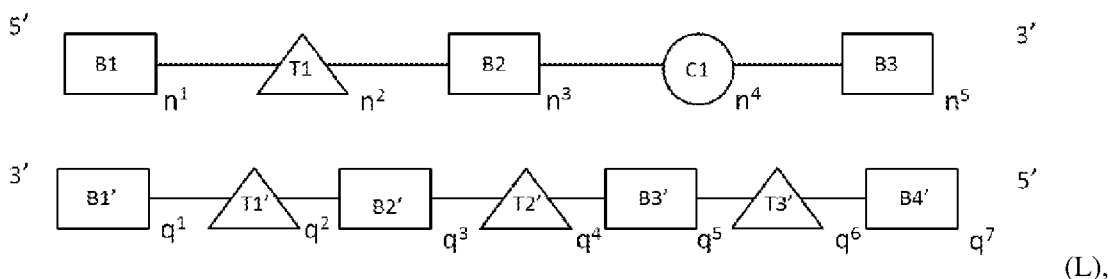 5’ B1 T1 B2 C1 B3 3’
n¹ n² n³ n⁴ n⁵
3’ B1’ T1’ B2’ T2’ B3’ T3’ B4’ 5’
q¹ q² q³ q⁴ q⁵ q⁶ q⁷
(L),